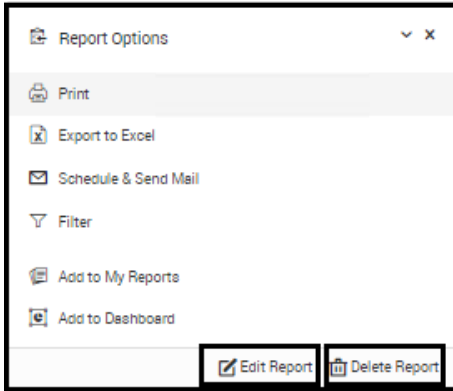 Report Options
Print
Export to Excel
Schedule & Send Mail
Filter
Add to My Reports
Add to Dashboard
Edit Report Delete Report